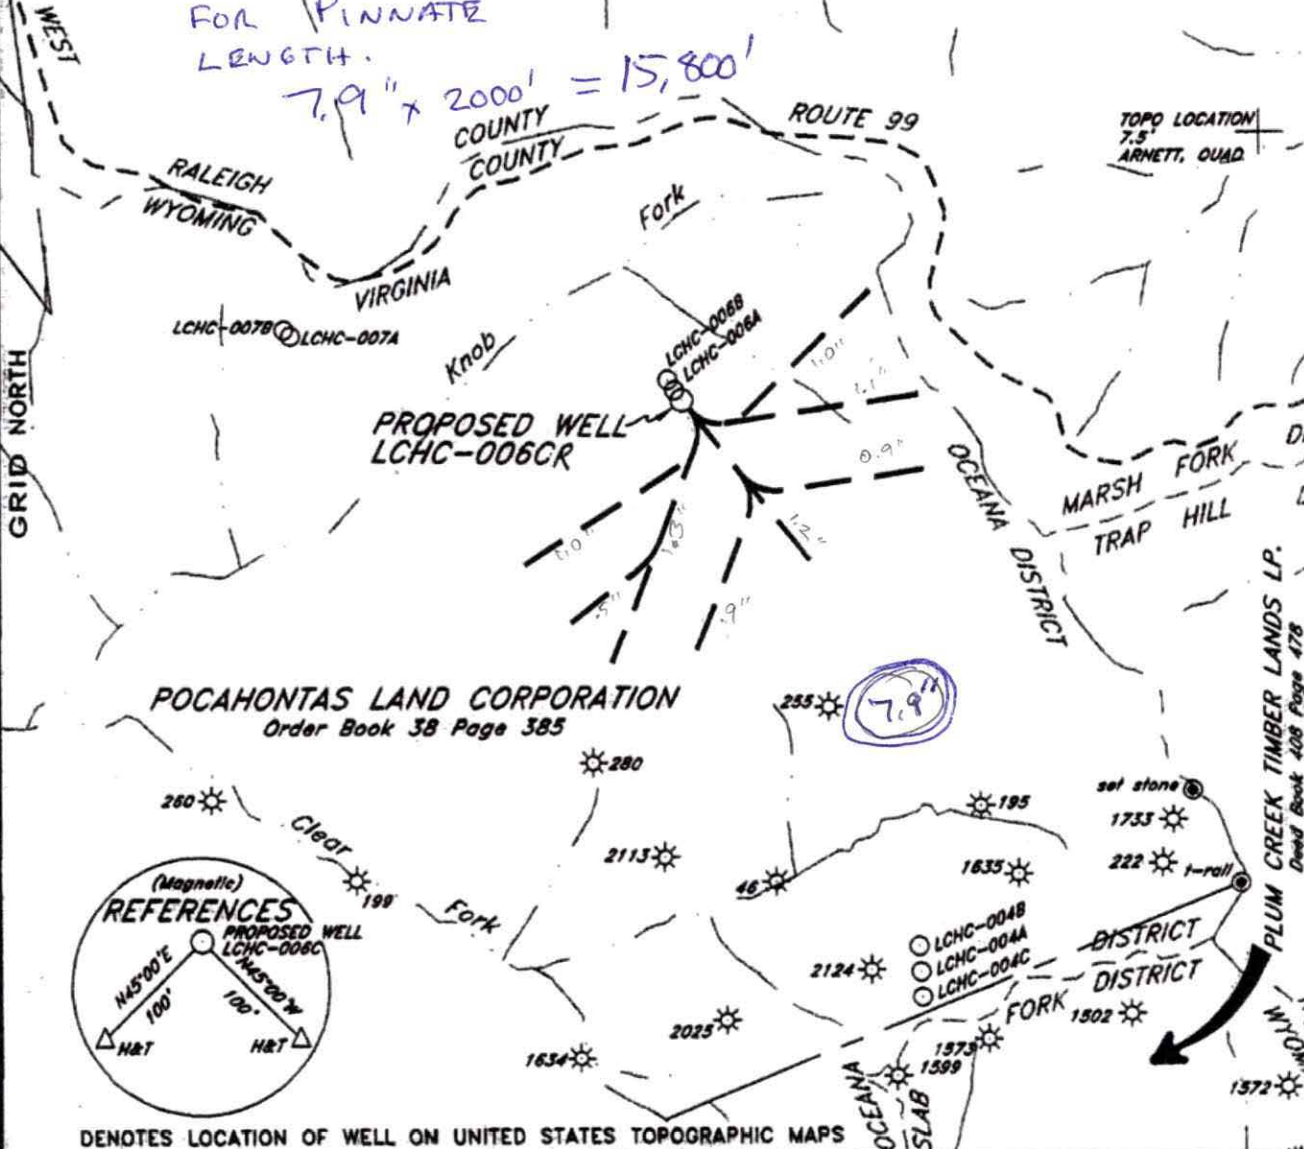 FOR PINNATE
LENGTH.
7.9" x 2000' = 15,800'
WEST
COUNTY
COUNTY
ROUTE 99
TOPO LOCATION
7.5'
ARNETT, QUAD.
RALEIGH
WYOMING
VIRGINIA
Fork
Knob
LCHC-007B
LCHC-007A
LCHC-006B
LCHC-006A
GRID NORTH
PROPOSED WELL
LCHC-006CR
1.0"
1.1"
0.9"
1.2"
1.0"
1.3"
.5"
.9"
OCEANA DISTRICT
MARSH FORK
TRAP HILL
POCAHONTAS LAND CORPORATION
Order Book 38 Page 385
255
7.9"
280
260
Clear
Fork
199
2113
46
195
1635
set stone
1733
222
t-rail
PLUM CREEK TIMBER LANDS LP.
Deed Book 408 Page 478
(Magnetic)
REFERENCES
PROPOSED WELL
LCHC-006C
N45°00'E
100'
N45°00'W
100'
H&T
H&T
LCHC-004B
LCHC-004A
LCHC-004C
2124
DISTRICT
DISTRICT
FORK
1502
2025
1634
1573
1599
1572
OCEANA
SLAB
DENOTES LOCATION OF WELL ON UNITED STATES TOPOGRAPHIC MAPS